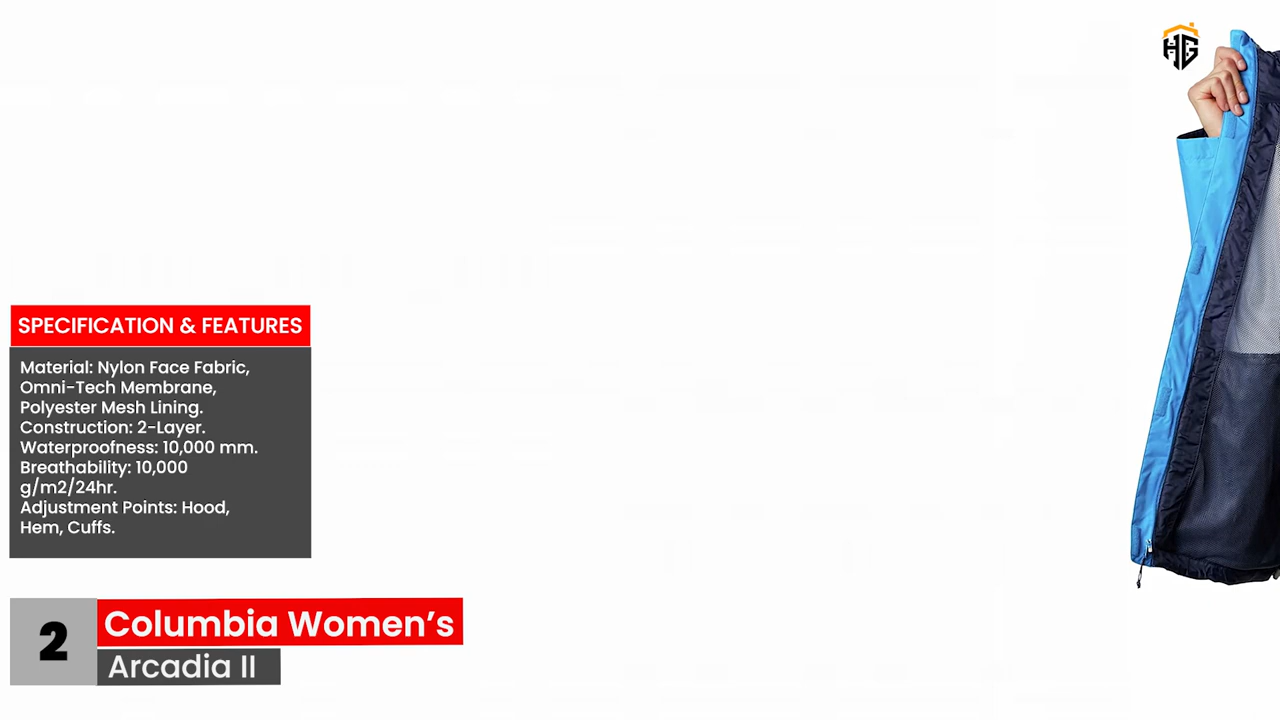 HG
SPECIFICATION & FEATURES
Material: Nylon Face Fabric,
Omni-Tech Membrane,
Polyester Mesh Lining.
Construction: 2-Layer.
Waterproofness: 10,000 mm.
Breathability: 10,000
g/m2/24hr.
Adjustment Points: Hood,
Hem, Cuffs.
2
Columbia Women's
Arcadia II